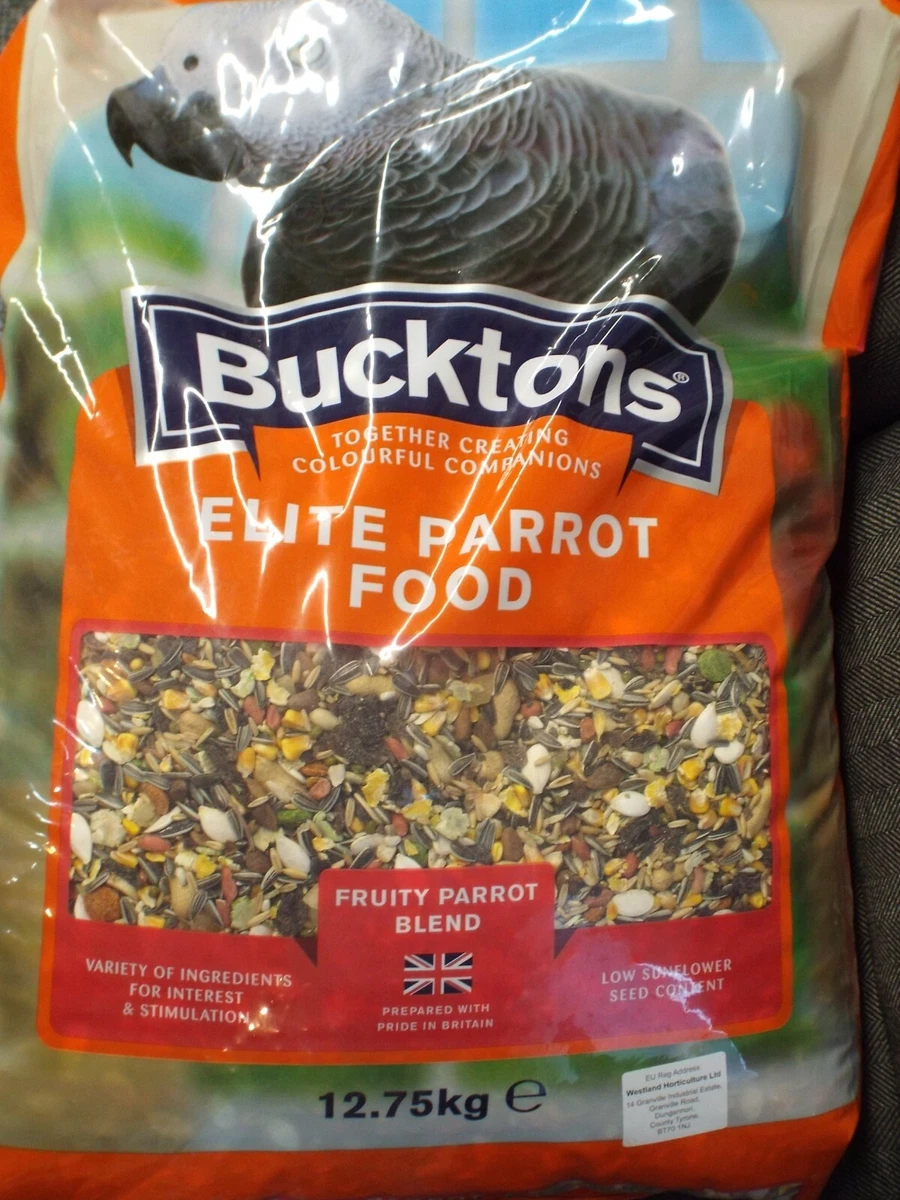 Bucktons®
TOGETHER CREATING
COLOURFUL COMPANIONS
ELITE PARROT
FOOD
FRUITY PARROT
BLEND
VARIETY OF INGREDIENTS
FOR INTEREST
& STIMULATION
PREPARED WITH
PRIDE IN BRITAIN
LOW SUNFLOWER
SEED CONTENT
12.75kg ℮
EU Reg Address
Westland Horticulture Ltd
14 Granville Industrial Estate,
Granville Road,
Dungannon,
County Tyrone,
BT70 1NJ